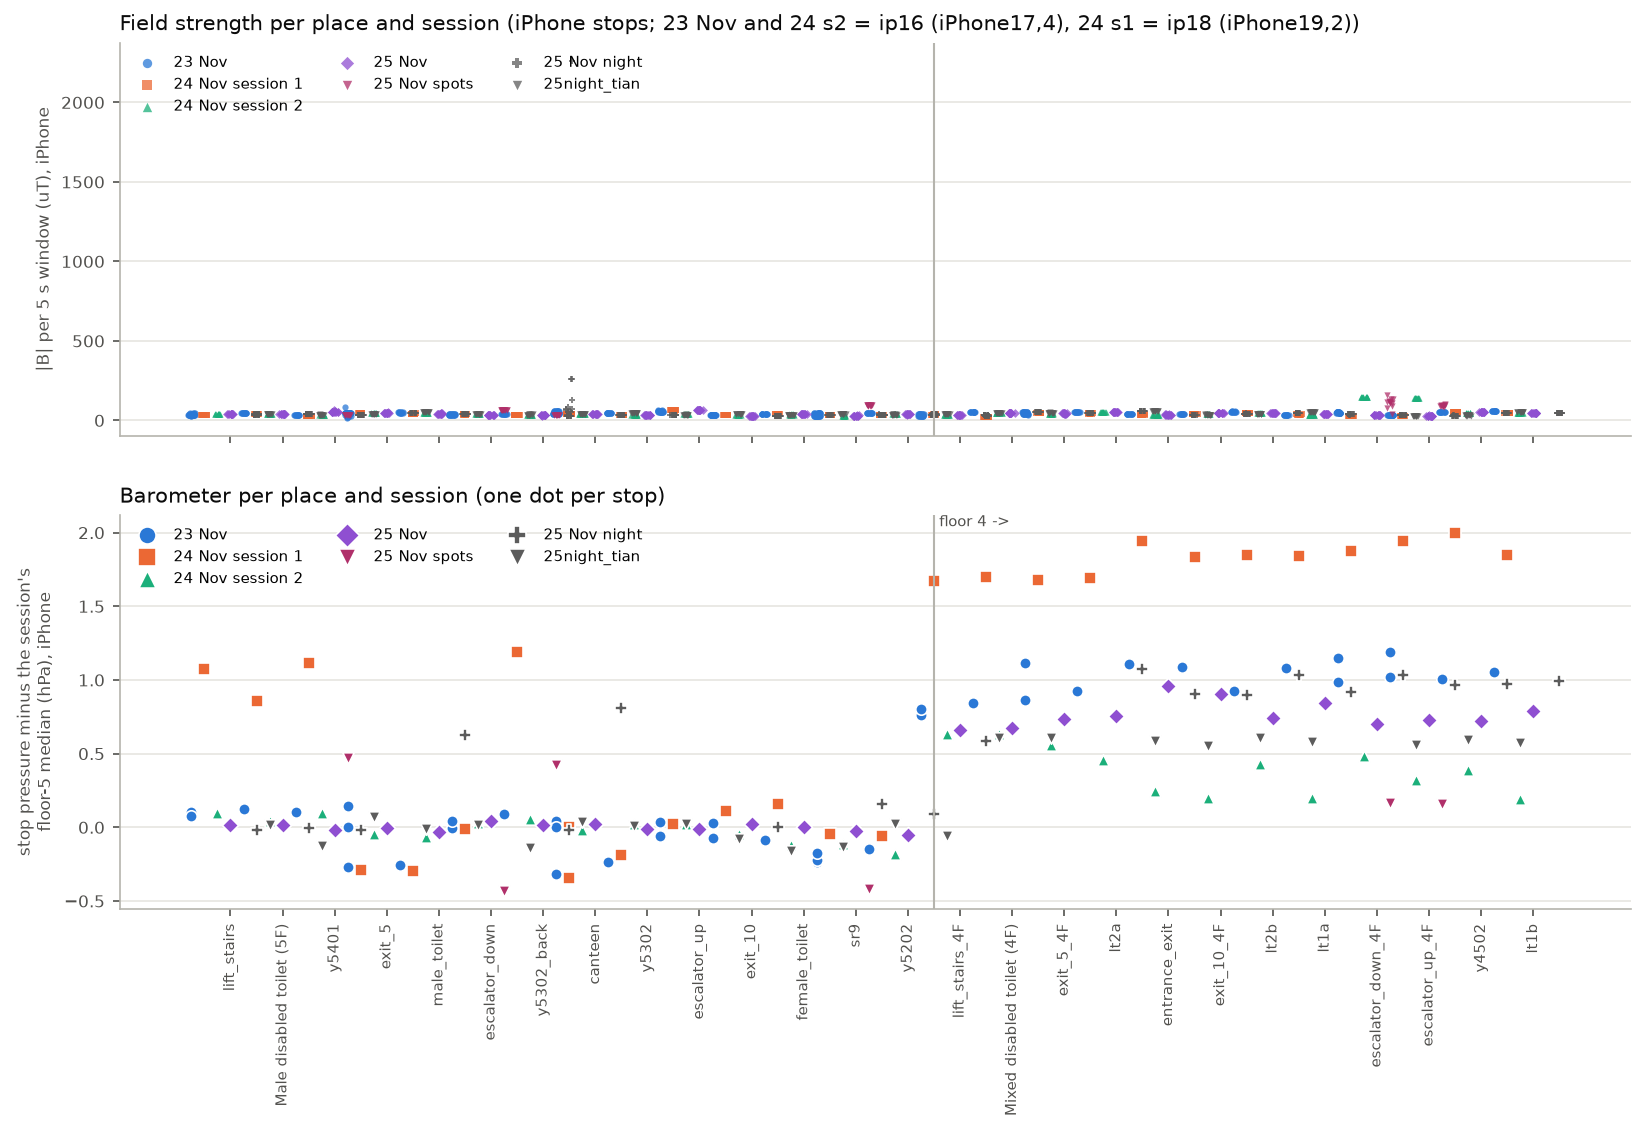 Field strength per place and session (iPhone stops; 23 Nov and 24 s2 = ip16 (iPhone17,4), 24 s1 = ip18 (iPhone19,2))
23 Nov
24 Nov session 1
24 Nov session 2
25 Nov
25 Nov spots
25 Nov night
25night_tian
|B| per 5 s window (uT), iPhone
2000
1500
1000
500
0
Barometer per place and session (one dot per stop)
23 Nov
24 Nov session 1
24 Nov session 2
25 Nov
25 Nov spots
25 Nov night
25night_tian
floor 4 ->
stop pressure minus the session's
floor-5 median (hPa), iPhone
2.0
1.5
1.0
0.5
0.0
−0.5
lift_stairs
Male disabled toilet (5F)
y5401
exit_5
male_toilet
escalator_down
y5302_back
canteen
y5302
escalator_up
exit_10
female_toilet
sr9
y5202
lift_stairs_4F
Mixed disabled toilet (4F)
exit_5_4F
lt2a
entrance_exit
exit_10_4F
lt2b
lt1a
escalator_down_4F
escalator_up_4F
y4502
lt1b